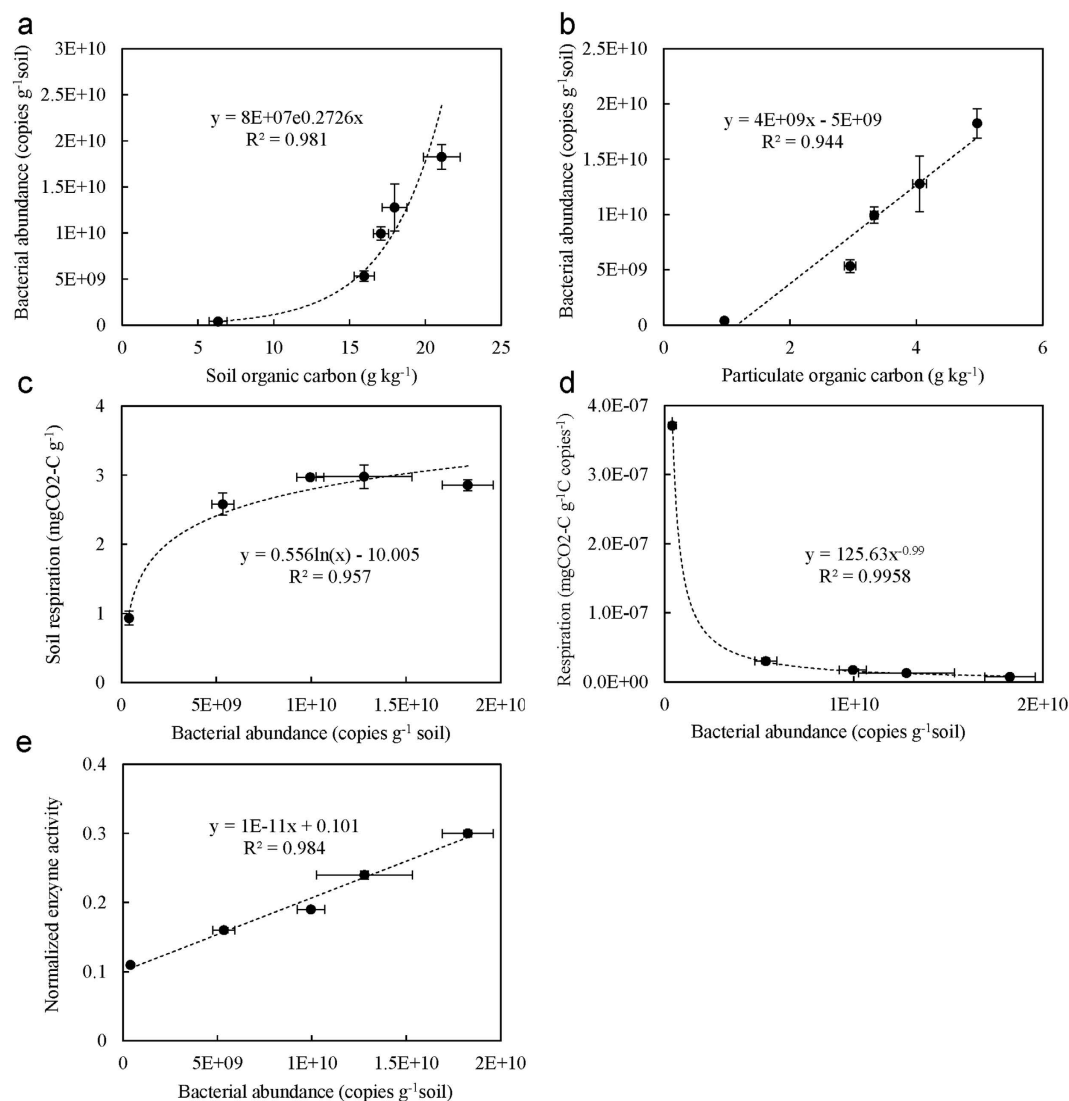 a
3E+10
2.5E+10
2E+10
1.5E+10
1E+10
5E+09
0
Bacterial abundance (copies g⁻¹soil)
y = 8E+07e0.2726x
R² = 0.981
0 5 10 15 20 25
Soil organic carbon (g kg⁻¹)
b
2.5E+10
2E+10
1.5E+10
1E+10
5E+09
0
Bacterial abundance (copies g⁻¹soil)
y = 4E+09x - 5E+09
R² = 0.944
0 2 4 6
Particulate organic carbon (g kg⁻¹)
c
4
3
2
1
0
Soil respiration (mgCO2-C g⁻¹)
y = 0.556ln(x) - 10.005
R² = 0.957
0 5E+09 1E+10 1.5E+10 2E+10
Bacterial abundance (copies g⁻¹ soil)
d
4.0E-07
3.0E-07
2.0E-07
1.0E-07
0.0E+00
Respiration (mgCO2-C g⁻¹C copies⁻¹)
y = 125.63x⁻⁰·⁹⁹
R² = 0.9958
0 1E+10 2E+10
Bacterial abundance (copies g⁻¹soil)
e
0.4
0.3
0.2
0.1
0
Normalized enzyme activity
y = 1E-11x + 0.101
R² = 0.984
0 5E+09 1E+10 1.5E+10 2E+10
Bacterial abundance (copies g⁻¹soil)